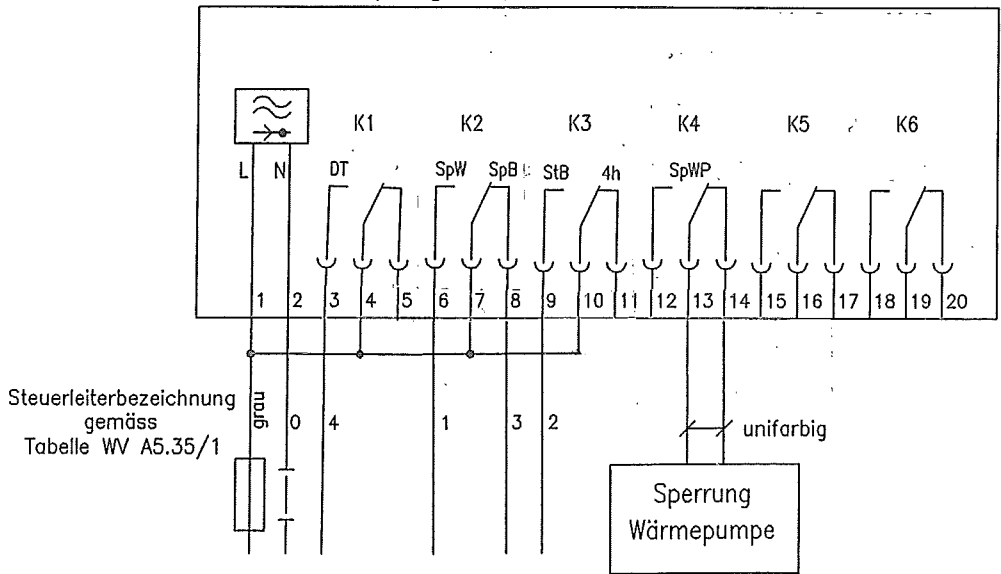 K1 K2 K3 K4 K5 K6
L N DT SpW SpB StB 4h SpWP
1 2 3 4 5 6 7 8 9 10 11 12 13 14 15 16 17 18 19 20
Steuerleiterbezeichnung
gemäss
Tabelle WV A5.35/1
grau
0 4 1 3 2
unifarbig
Sperrung
Wärmepumpe